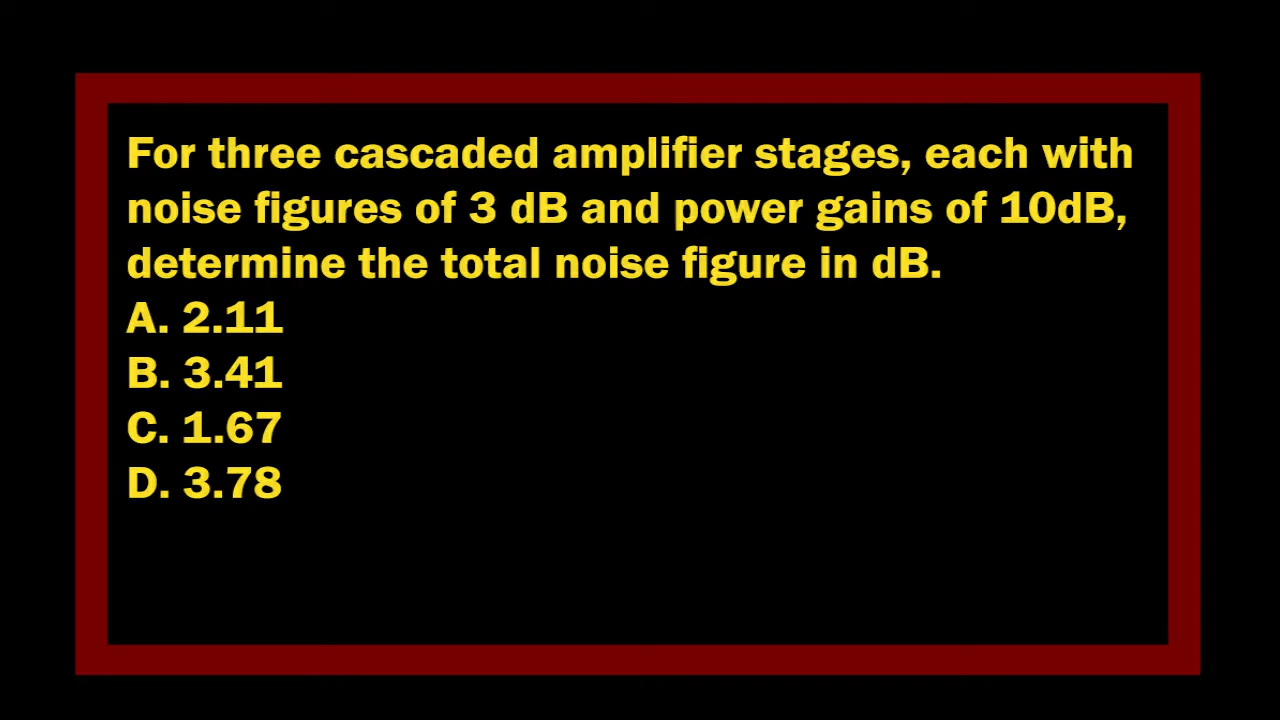 For three cascaded amplifier stages, each with
noise figures of 3 dB and power gains of 10dB,
determine the total noise figure in dB.
A. 2.11
B. 3.41
C. 1.67
D. 3.78